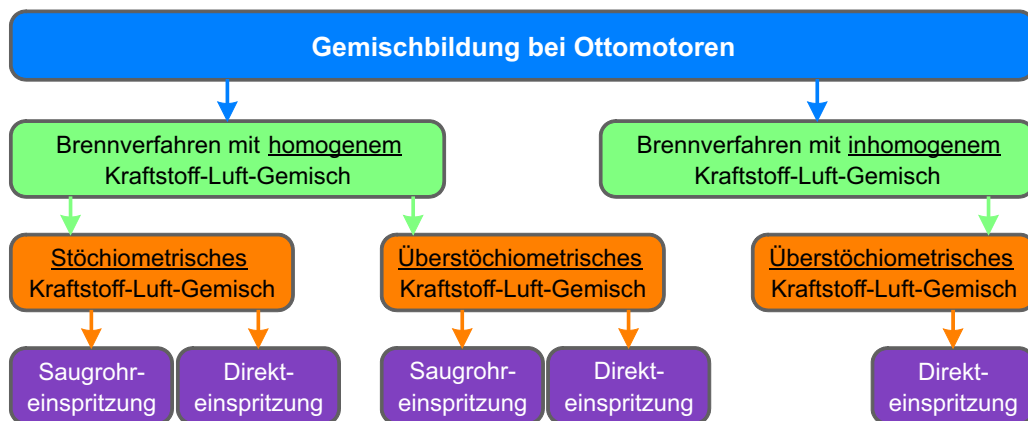 Gemischbildung bei Ottomotoren
Brennverfahren mit homogenem
Kraftstoff-Luft-Gemisch
Brennverfahren mit inhomogenem
Kraftstoff-Luft-Gemisch
Stöchiometrisches
Kraftstoff-Luft-Gemisch
Überstöchiometrisches
Kraftstoff-Luft-Gemisch
Überstöchiometrisches
Kraftstoff-Luft-Gemisch
Saugrohr-
einspritzung
Direkt-
einspritzung
Saugrohr-
einspritzung
Direkt-
einspritzung
Direkt-
einspritzung